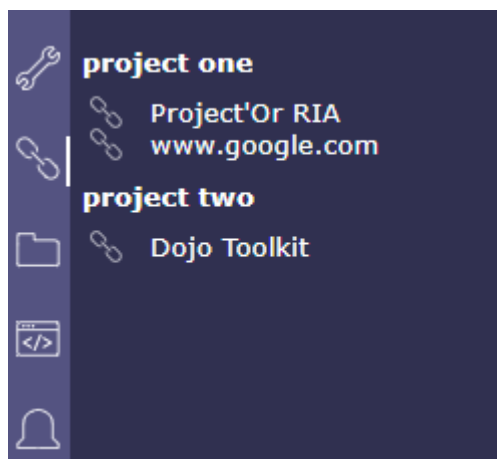 project one
Project'Or RIA
www.google.com
project two
Dojo Toolkit